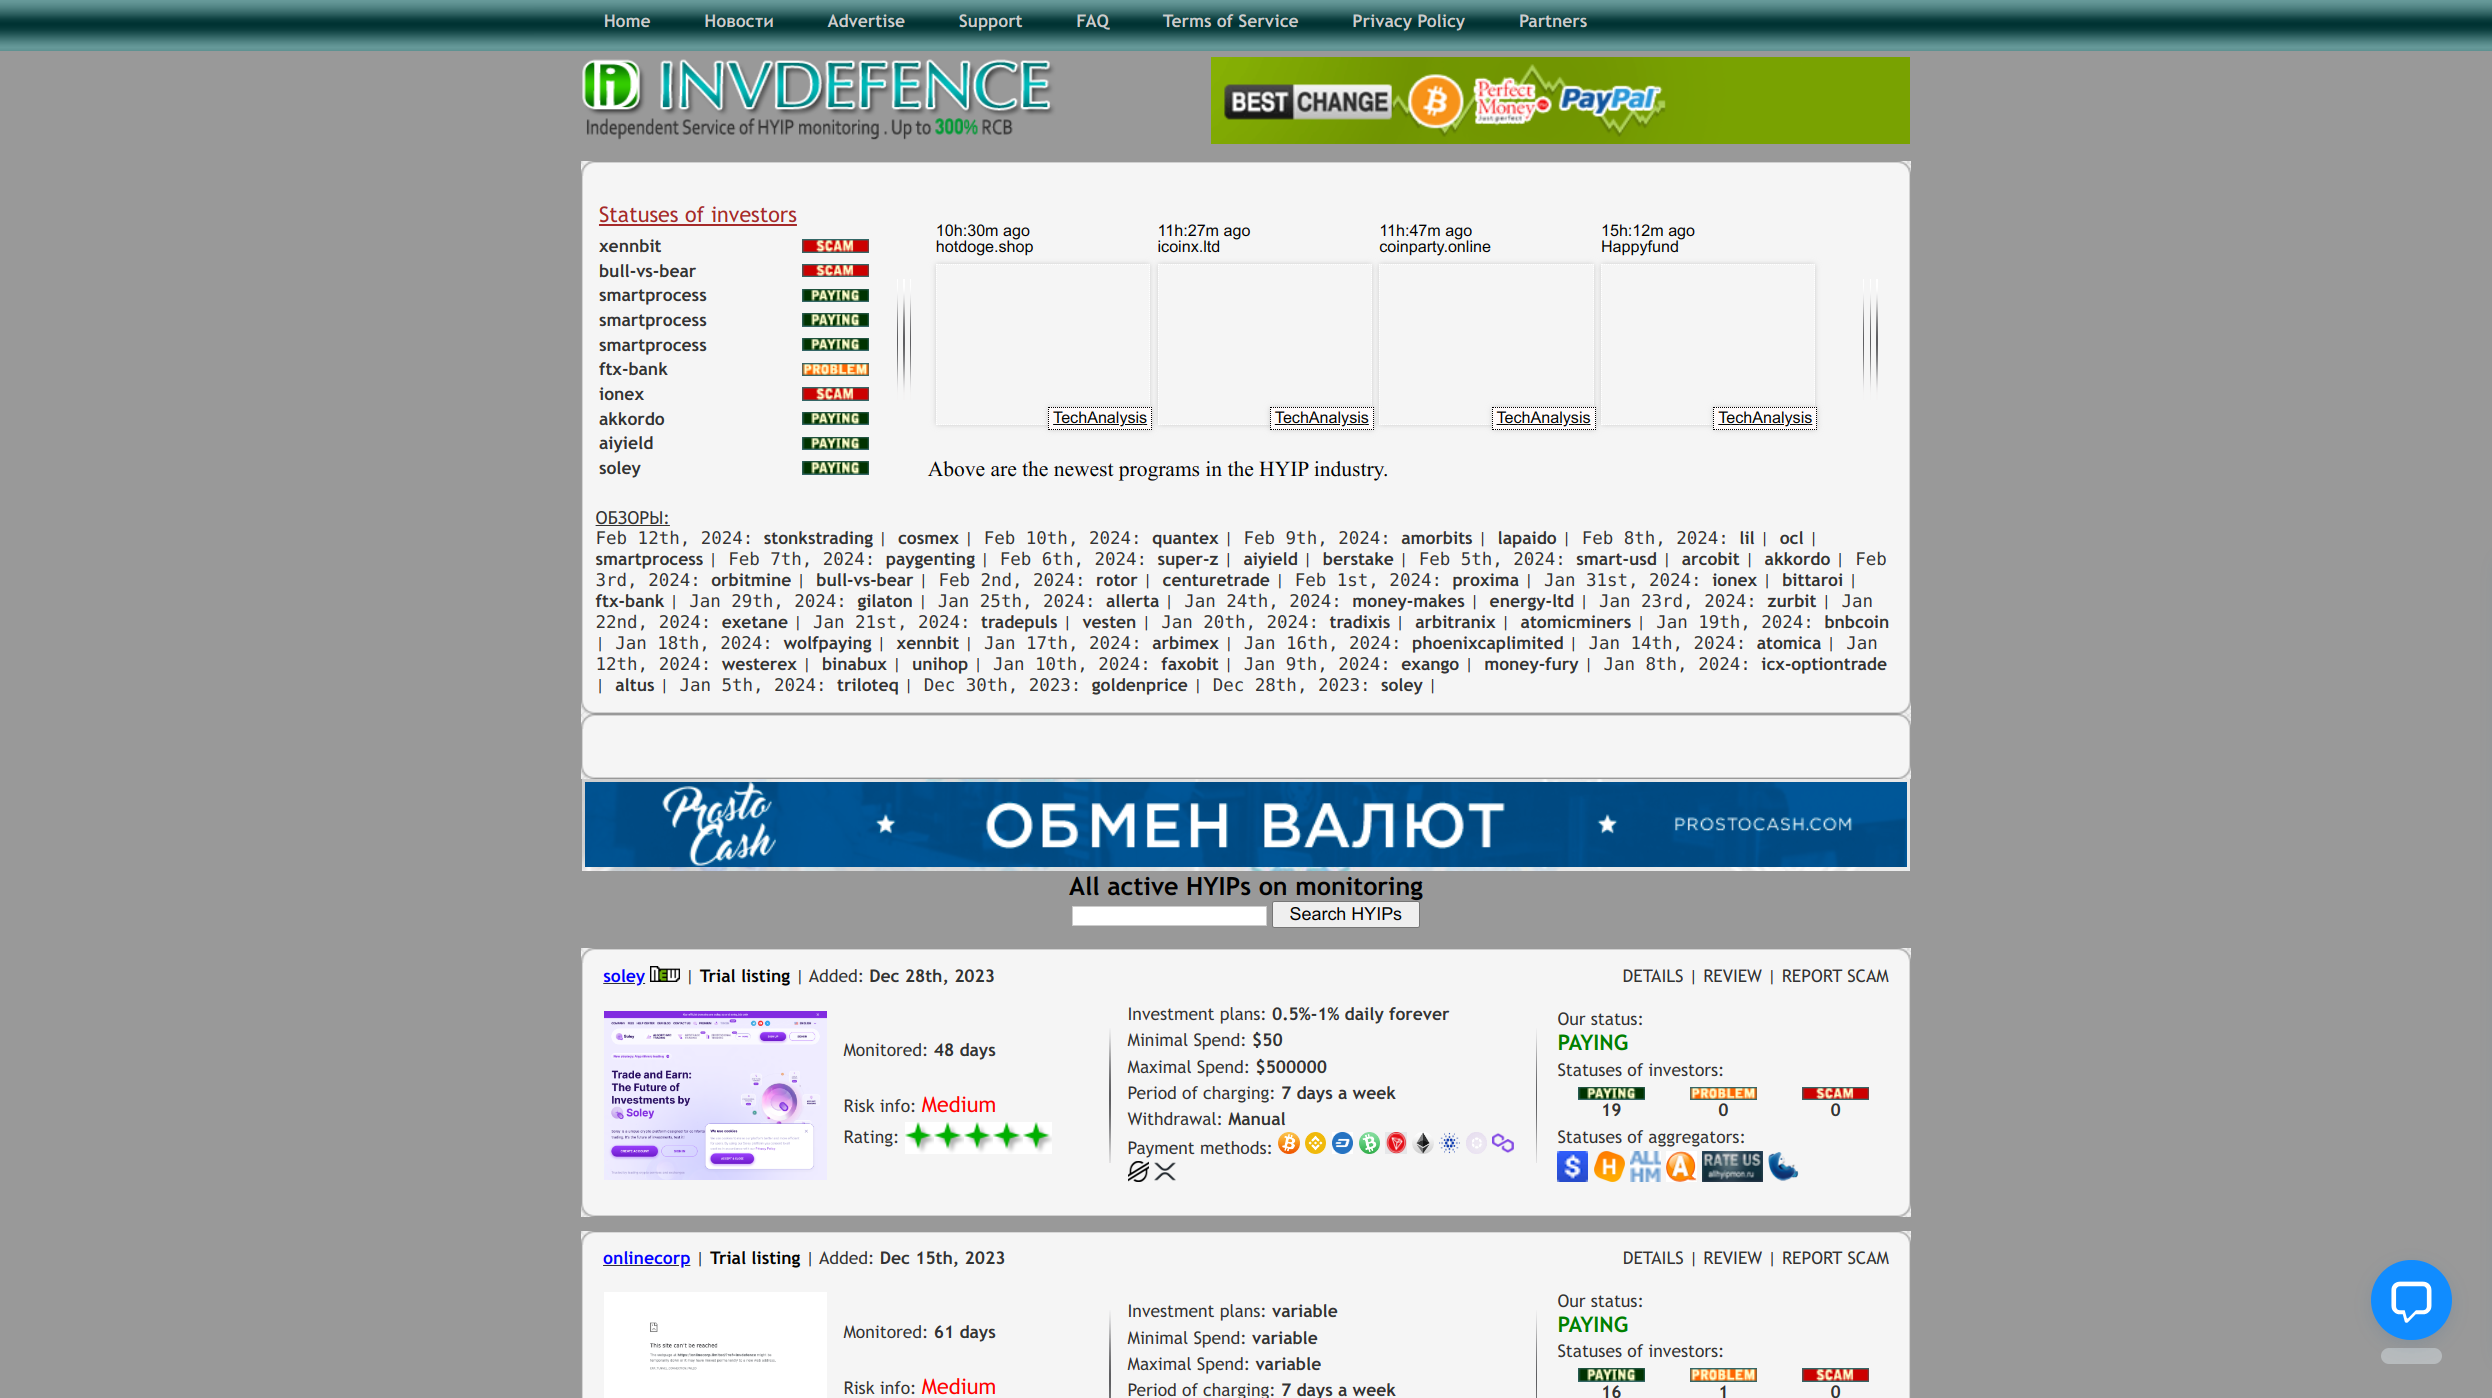 Home Новости Advertise Support FAQ Terms of Service Privacy Policy Partners
INVDEFENCE
Independent Service of HYIP monitoring . Up to 300% RCB
BEST CHANGE Perfect Money PayPal
Statuses of investors
xennbit SCAM
bull-vs-bear SCAM
smartprocess PAYING
smartprocess PAYING
smartprocess PAYING
ftx-bank PROBLEM
ionex SCAM
akkordo PAYING
aiyield PAYING
soley PAYING
10h:30m ago 11h:27m ago 11h:47m ago 15h:12m ago
hotdoge.shop icoinx.ltd coinparty.online Happyfund
TechAnalysis TechAnalysis TechAnalysis TechAnalysis
Above are the newest programs in the HYIP industry.
ОБЗОРЫ:
Feb 12th, 2024: stonkstrading | cosmex | Feb 10th, 2024: quantex | Feb 9th, 2024: amorbits | lapaido | Feb 8th, 2024: lil | ocl |
smartprocess | Feb 7th, 2024: paygenting | Feb 6th, 2024: super-z | aiyield | berstake | Feb 5th, 2024: smart-usd | arcobit | akkordo | Feb
3rd, 2024: orbitmine | bull-vs-bear | Feb 2nd, 2024: rotor | centuretrade | Feb 1st, 2024: proxima | Jan 31st, 2024: ionex | bittaroi |
ftx-bank | Jan 29th, 2024: gilaton | Jan 25th, 2024: allerta | Jan 24th, 2024: money-makes | energy-ltd | Jan 23rd, 2024: zurbit | Jan
22nd, 2024: exetane | Jan 21st, 2024: tradepuls | vesten | Jan 20th, 2024: tradixis | arbitranix | atomicminers | Jan 19th, 2024: bnbcoin
| Jan 18th, 2024: wolfpaying | xennbit | Jan 17th, 2024: arbimex | Jan 16th, 2024: phoenixcaplimited | Jan 14th, 2024: atomica | Jan
12th, 2024: westerex | binabux | unihop | Jan 10th, 2024: faxobit | Jan 9th, 2024: exango | money-fury | Jan 8th, 2024: icx-optiontrade
| altus | Jan 5th, 2024: triloteq | Dec 30th, 2023: goldenprice | Dec 28th, 2023: soley |
Prosto Cash ОБМЕН ВАЛЮТ PROSTOCASH.COM
All active HYIPs on monitoring
Search HYIPs
soley NEW | Trial listing | Added: Dec 28th, 2023 DETAILS | REVIEW | REPORT SCAM
Soley
Trade and Earn:
The Future of
Investments by
Soley
Monitored: 48 days
Risk info: Medium
Rating:
Investment plans: 0.5%-1% daily forever
Minimal Spend: $50
Maximal Spend: $500000
Period of charging: 7 days a week
Withdrawal: Manual
Payment methods:
Our status:
PAYING
Statuses of investors:
PAYING PROBLEM SCAM
19 0 0
Statuses of aggregators:
ALL HM RATE US allhyipmon.ru
onlinecorp | Trial listing | Added: Dec 15th, 2023 DETAILS | REVIEW | REPORT SCAM
This site can't be reached
Monitored: 61 days
Risk info: Medium
Investment plans: variable
Minimal Spend: variable
Maximal Spend: variable
Period of charging: 7 days a week
Our status:
PAYING
Statuses of investors:
PAYING PROBLEM SCAM
16 1 0